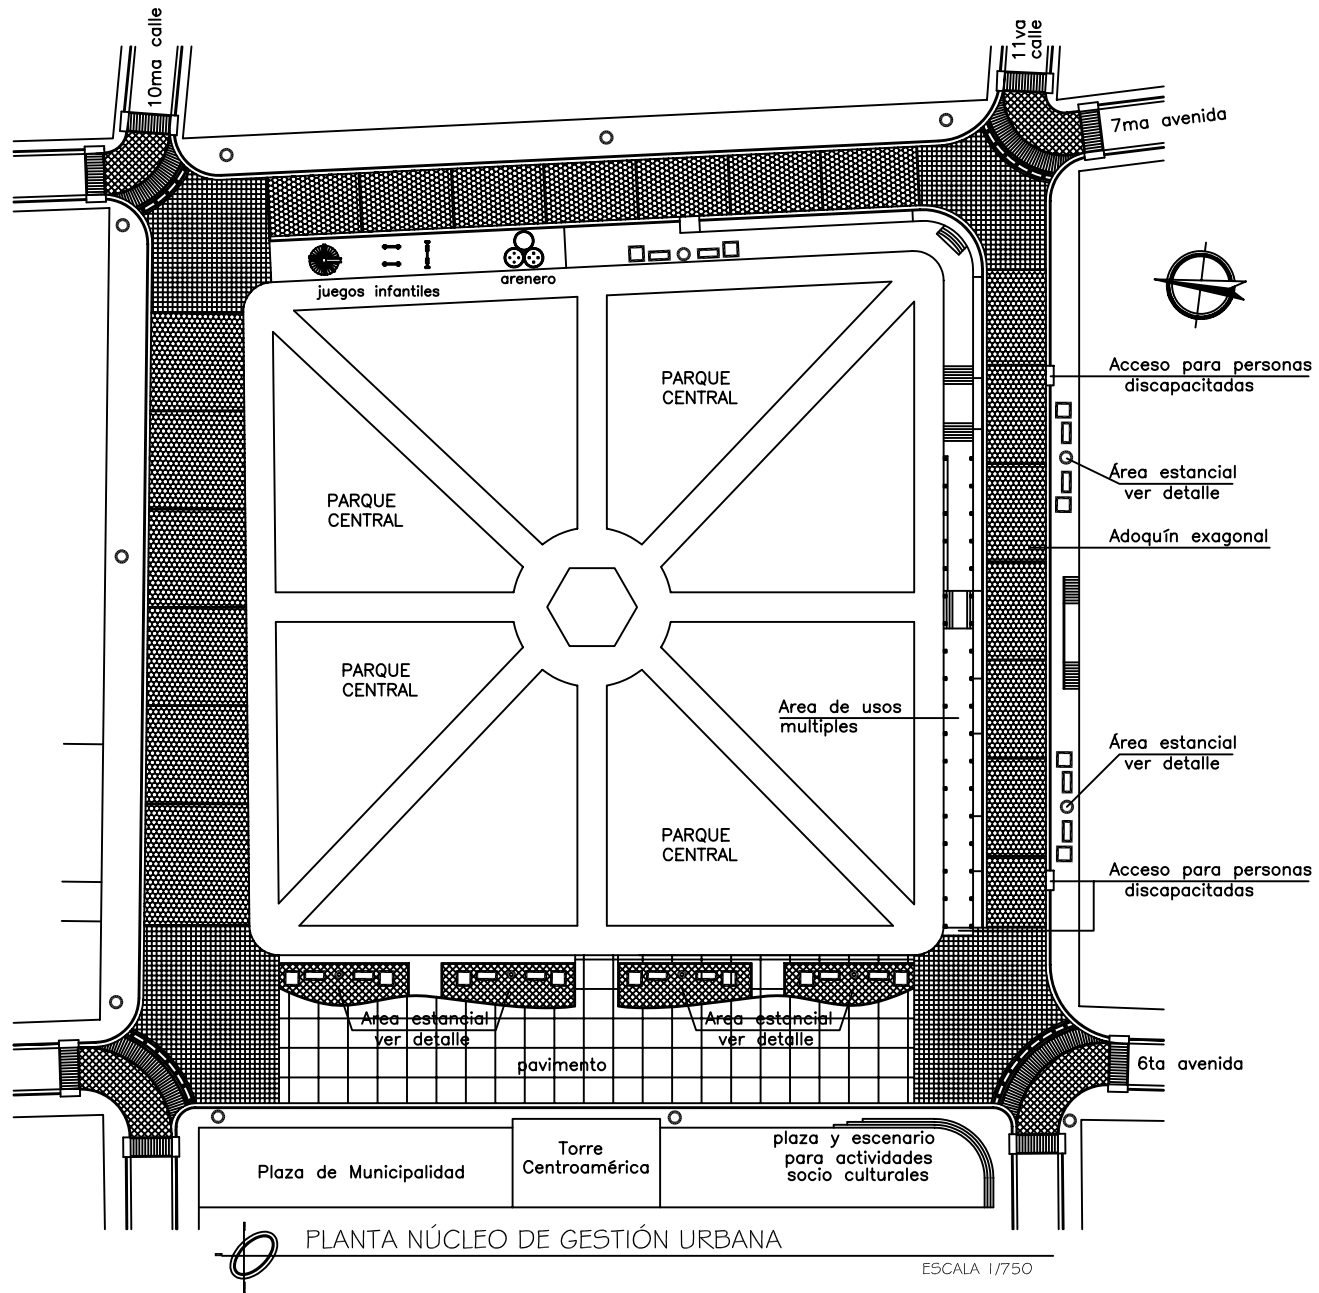 10ma calle
11va
calle
7ma avenida
juegos infantiles
arenero
PARQUE
CENTRAL
Acceso para personas
discapacitadas
Área estancial
ver detalle
PARQUE
CENTRAL
Adoquín exagonal
PARQUE
CENTRAL
Area de usos
multiples
Área estancial
ver detalle
PARQUE
CENTRAL
Acceso para personas
discapacitadas
Area estancial
ver detalle
Area estancial
ver detalle
pavimento
6ta avenida
Plaza de Municipalidad
Torre
Centroamérica
plaza y escenario
para actividades
socio culturales
PLANTA NÚCLEO DE GESTIÓN URBANA
ESCALA 1/750